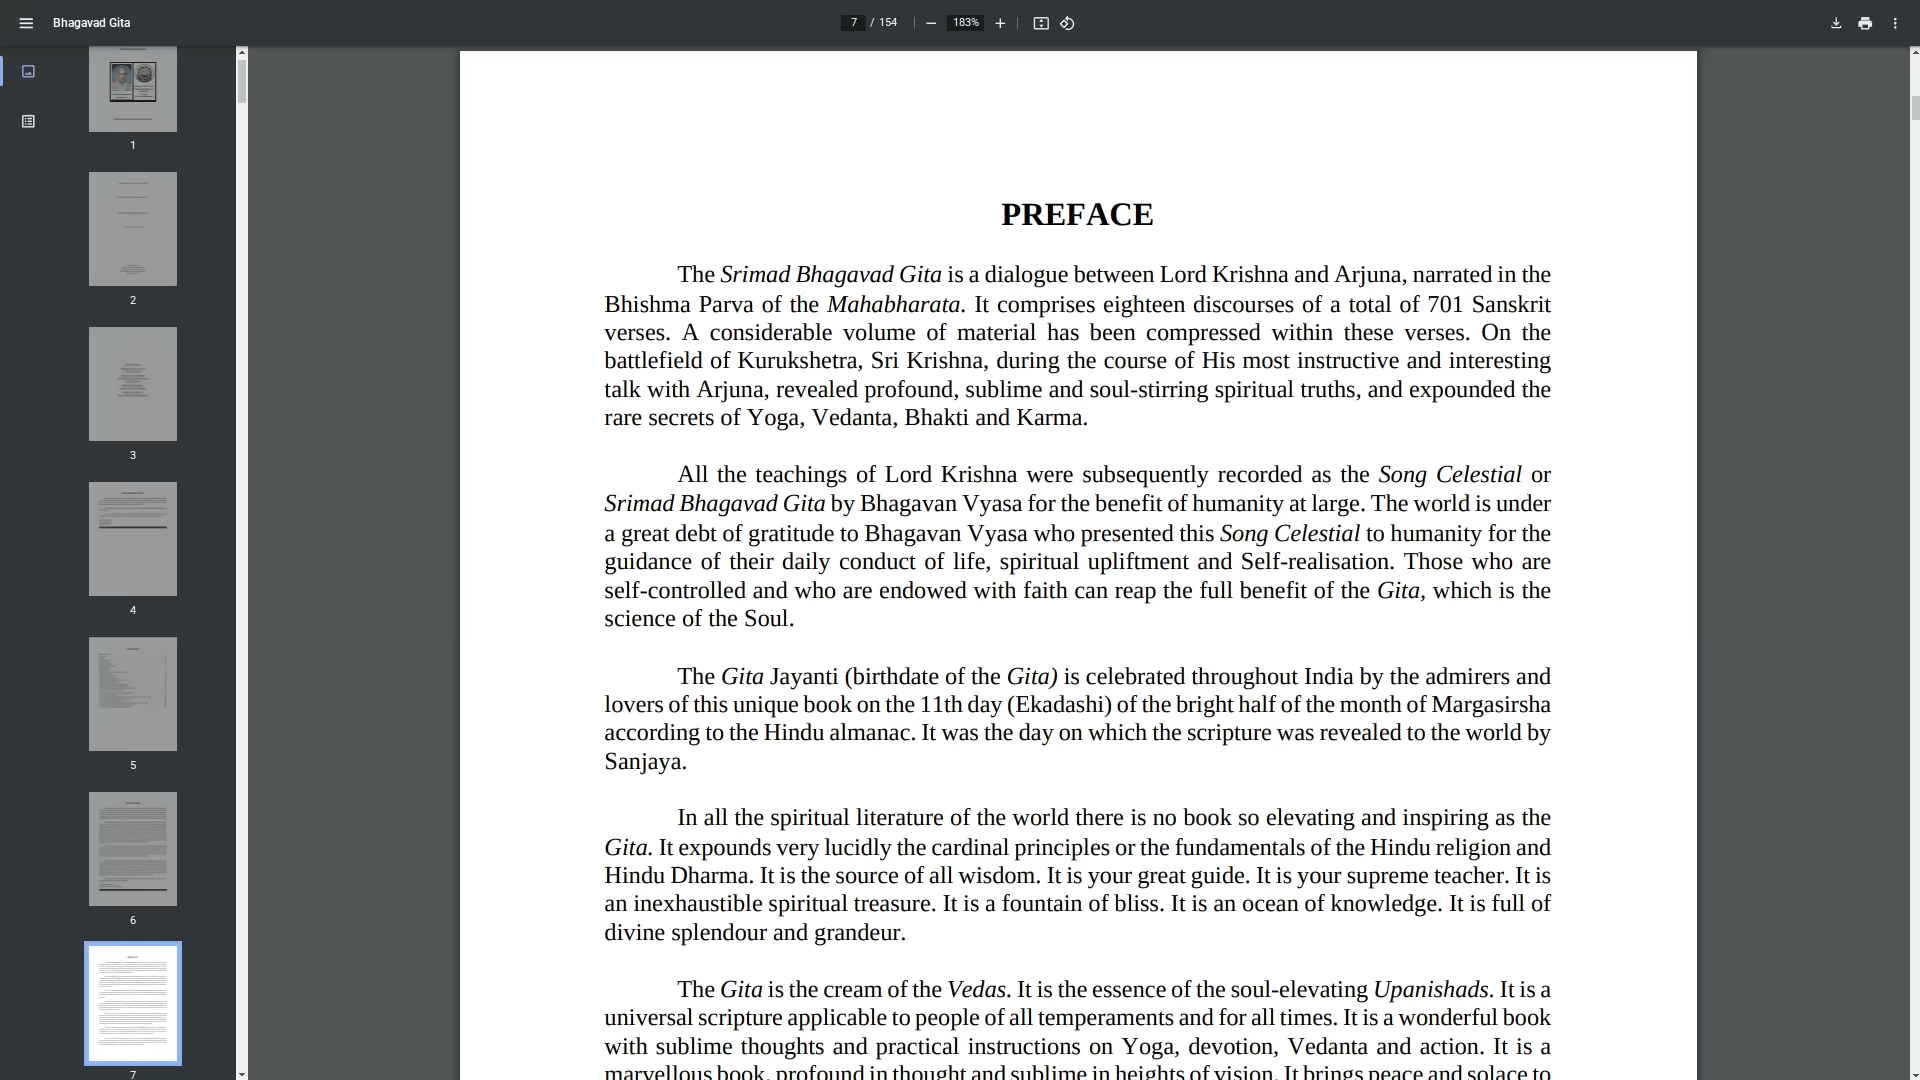 Bhagavad Gita
7 / 154
183%
1
2
3
4
5
6
7
PREFACE
The Srimad Bhagavad Gita is a dialogue between Lord Krishna and Arjuna, narrated in the
Bhishma Parva of the Mahabharata. It comprises eighteen discourses of a total of 701 Sanskrit
verses. A considerable volume of material has been compressed within these verses. On the
battlefield of Kurukshetra, Sri Krishna, during the course of His most instructive and interesting
talk with Arjuna, revealed profound, sublime and soul-stirring spiritual truths, and expounded the
rare secrets of Yoga, Vedanta, Bhakti and Karma.
All the teachings of Lord Krishna were subsequently recorded as the Song Celestial or
Srimad Bhagavad Gita by Bhagavan Vyasa for the benefit of humanity at large. The world is under
a great debt of gratitude to Bhagavan Vyasa who presented this Song Celestial to humanity for the
guidance of their daily conduct of life, spiritual upliftment and Self-realisation. Those who are
self-controlled and who are endowed with faith can reap the full benefit of the Gita, which is the
science of the Soul.
The Gita Jayanti (birthdate of the Gita) is celebrated throughout India by the admirers and
lovers of this unique book on the 11th day (Ekadashi) of the bright half of the month of Margasirsha
according to the Hindu almanac. It was the day on which the scripture was revealed to the world by
Sanjaya.
In all the spiritual literature of the world there is no book so elevating and inspiring as the
Gita. It expounds very lucidly the cardinal principles or the fundamentals of the Hindu religion and
Hindu Dharma. It is the source of all wisdom. It is your great guide. It is your supreme teacher. It is
an inexhaustible spiritual treasure. It is a fountain of bliss. It is an ocean of knowledge. It is full of
divine splendour and grandeur.
The Gita is the cream of the Vedas. It is the essence of the soul-elevating Upanishads. It is a
universal scripture applicable to people of all temperaments and for all times. It is a wonderful book
with sublime thoughts and practical instructions on Yoga, devotion, Vedanta and action. It is a
marvellous book, profound in thought and sublime in heights of vision. It brings peace and solace to